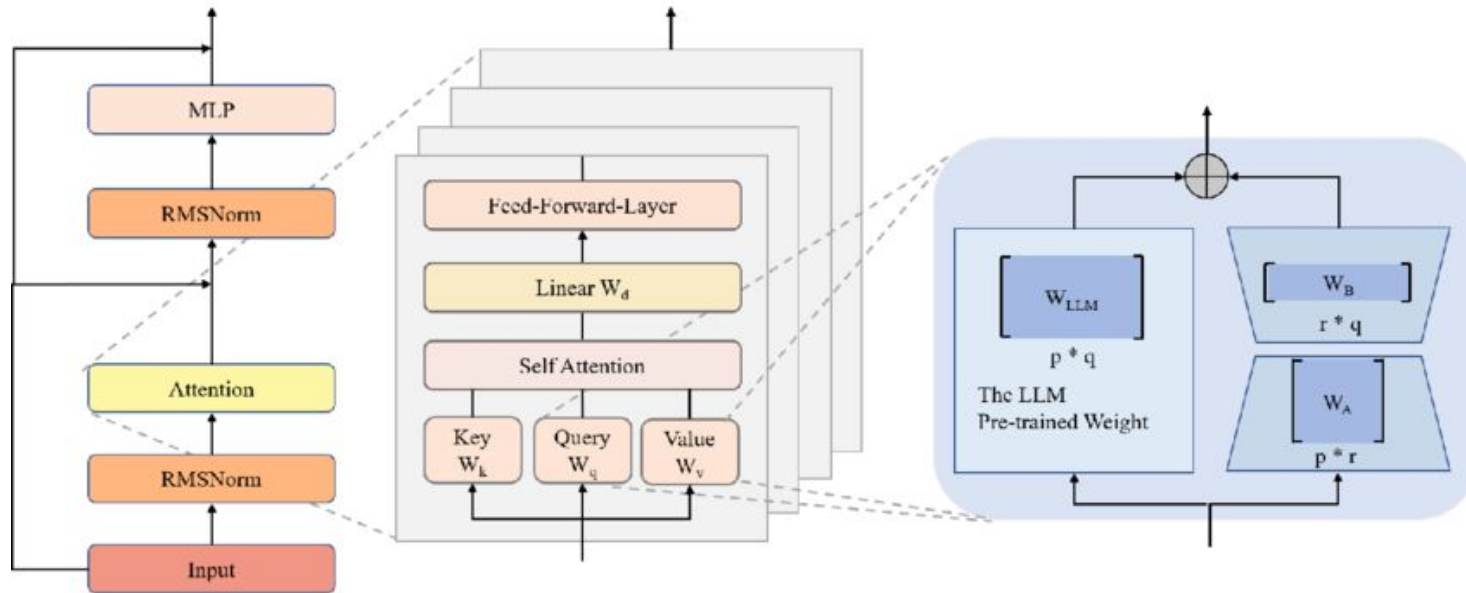 MLP
RMSNorm
Attention
RMSNorm
Input
Feed-Forward-Layer
Linear W_d
Self Attention
Key
W_k
Query
W_q
Value
W_v
W_LLM
p * q
The LLM
Pre-trained Weight
W_B
r * q
W_A
p * r